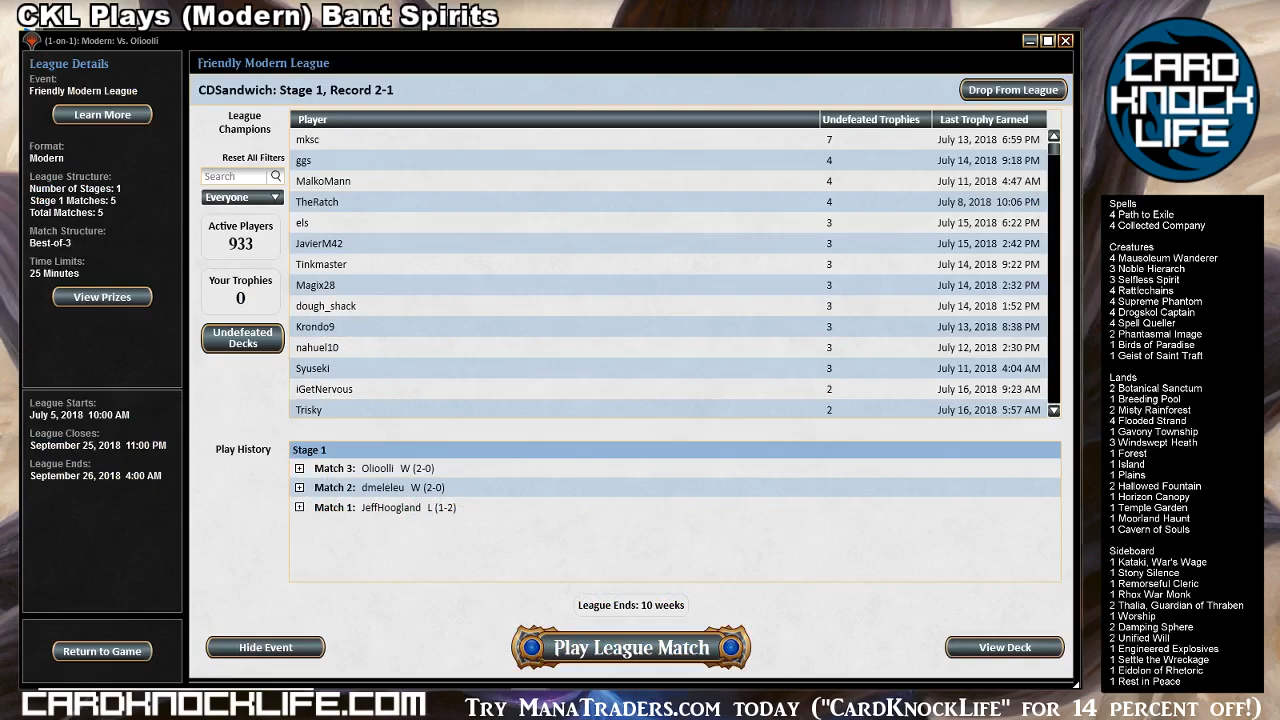 CKL Plays (Modern) Bant Spirits
(1-on-1): Modern: Vs. Olioolli
League Details
Event:
Friendly Modern League
Learn More
Format:
Modern
League Structure:
Number of Stages: 1
Stage 1 Matches: 5
Total Matches: 5
Match Structure:
Best-of-3
Time Limits:
25 Minutes
View Prizes
League Starts:
July 5, 2018 10:00 AM
League Closes:
September 25, 2018 11:00 PM
League Ends:
September 26, 2018 4:00 AM
Return to Game
Friendly Modern League
CDSandwich: Stage 1, Record 2-1
Drop From League
League
Champions
Reset All Filters
Search
Everyone
Active Players
933
Your Trophies
0
Undefeated
Decks
Player Undefeated Trophies Last Trophy Earned
mksc 7 July 13, 2018 6:59 PM
ggs 4 July 14, 2018 9:18 PM
MalkoMann 4 July 11, 2018 4:47 AM
TheRatch 4 July 8, 2018 10:06 PM
els 3 July 15, 2018 6:22 PM
JavierM42 3 July 15, 2018 2:42 PM
Tinkmaster 3 July 14, 2018 9:22 PM
Magix28 3 July 14, 2018 2:32 PM
dough_shack 3 July 14, 2018 1:52 PM
Krondo9 3 July 13, 2018 8:38 PM
nahuel10 3 July 12, 2018 2:30 PM
Syuseki 3 July 11, 2018 4:04 AM
iGetNervous 2 July 16, 2018 9:23 AM
Trisky 2 July 16, 2018 5:57 AM
Play History
Stage 1
Match 3: Olioolli W (2-0)
Match 2: dmeleleu W (2-0)
Match 1: JeffHoogland L (1-2)
League Ends: 10 weeks
Hide Event
Play League Match
View Deck
CARD
KNOCK
LIFE
Spells
4 Path to Exile
4 Collected Company
Creatures
4 Mausoleum Wanderer
3 Noble Hierarch
3 Selfless Spirit
4 Rattlechains
4 Supreme Phantom
4 Drogskol Captain
4 Spell Queller
2 Phantasmal Image
1 Birds of Paradise
1 Geist of Saint Traft
Lands
2 Botanical Sanctum
1 Breeding Pool
2 Misty Rainforest
4 Flooded Strand
1 Gavony Township
3 Windswept Heath
1 Forest
1 Island
1 Plains
2 Hallowed Fountain
1 Horizon Canopy
1 Temple Garden
1 Moorland Haunt
1 Cavern of Souls
Sideboard
1 Kataki, War's Wage
1 Stony Silence
1 Remorseful Cleric
1 Rhox War Monk
2 Thalia, Guardian of Thraben
1 Worship
2 Damping Sphere
2 Unified Will
1 Engineered Explosives
1 Settle the Wreckage
1 Eidolon of Rhetoric
1 Rest in Peace
CARDKNOCKLIFE.COM
Try ManaTraders.com today ("CardKnockLife" for 14 percent off!)